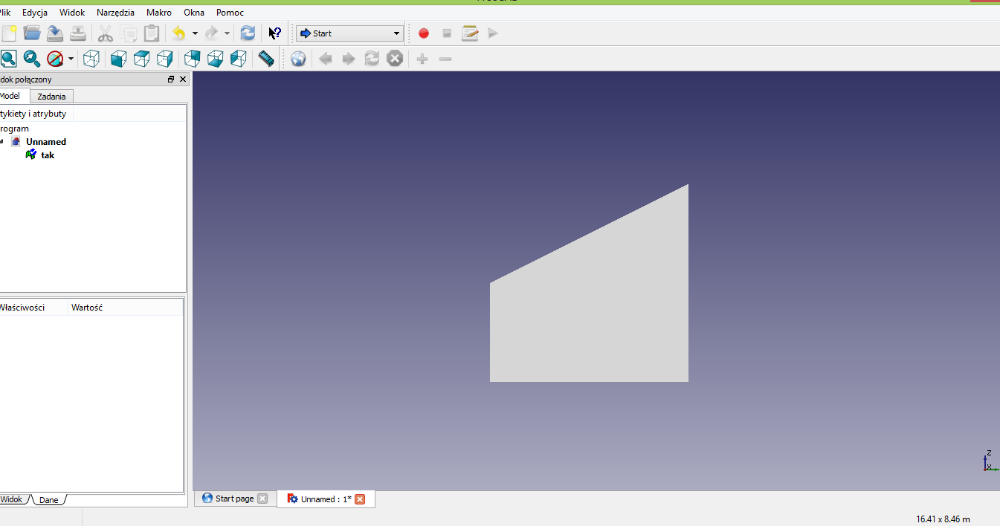 lik Edycja Widok Narzędzia Makro Okna Pomoc
Start
dok połączony
Model Zadania
tykiety i atrybuty
rogram
Unnamed
tak
Właściwości Wartość
Widok Dane
Start page Unnamed : 1*
Z
X
16.41 x 8.46 m